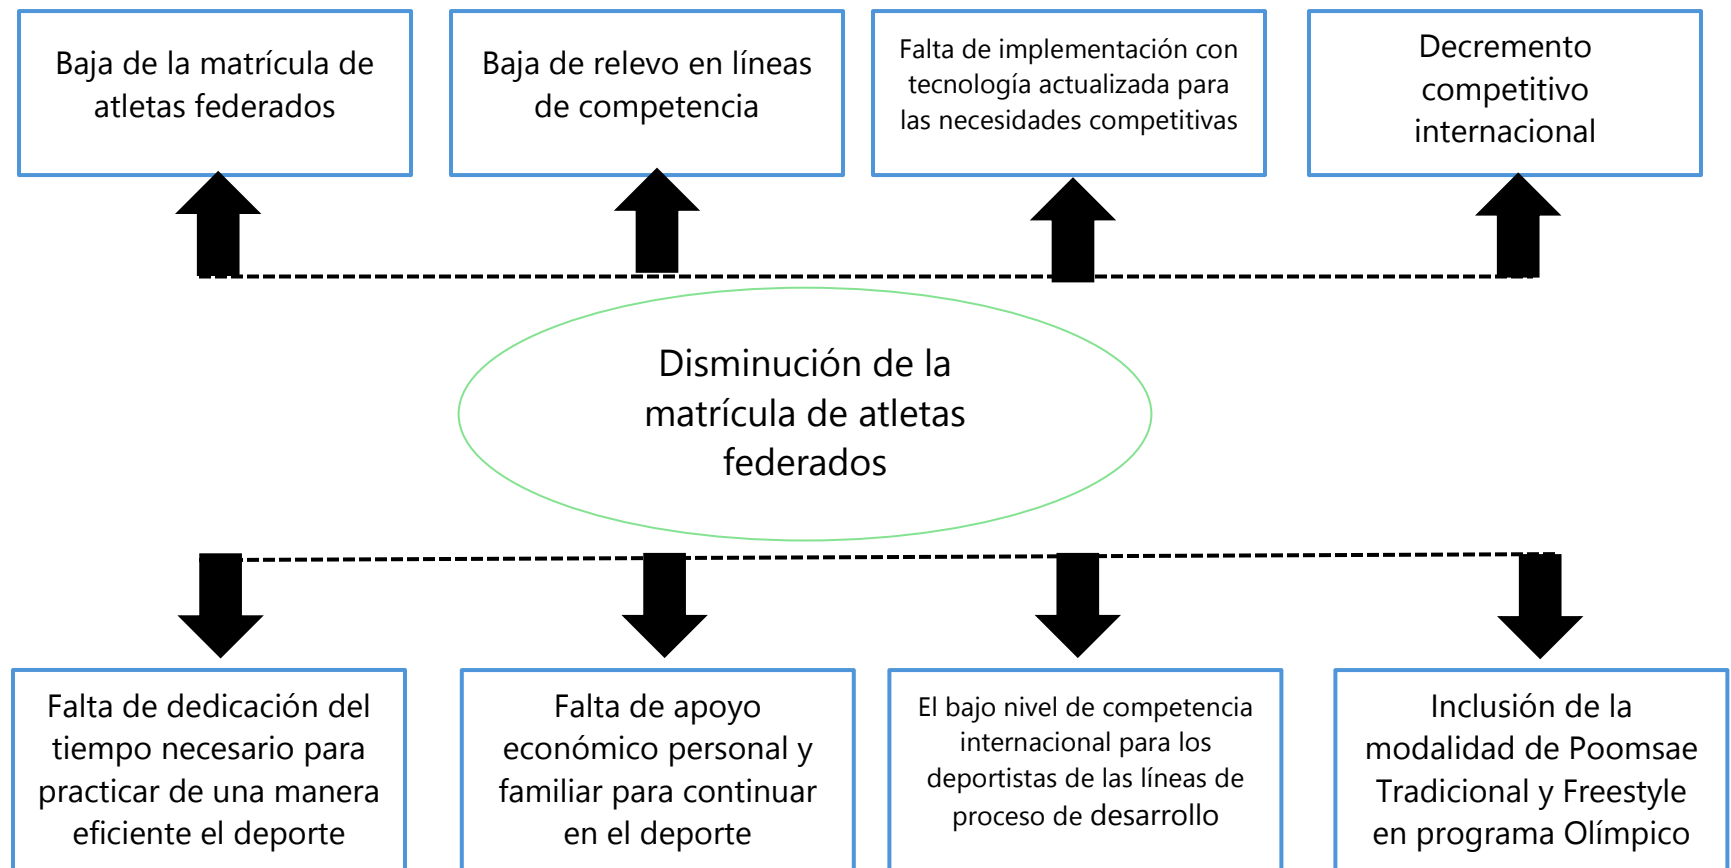 Baja de la matrícula de
atletas federados
Baja de relevo en líneas
de competencia
Falta de implementación con
tecnología actualizada para
las necesidades competitivas
Decremento
competitivo
internacional
Disminución de la
matrícula de atletas
federados
Falta de dedicación del
tiempo necesario para
practicar de una manera
eficiente el deporte
Falta de apoyo
económico personal y
familiar para continuar
en el deporte
El bajo nivel de competencia
internacional para los
deportistas de las líneas de
proceso de desarrollo
Inclusión de la
modalidad de Poomsae
Tradicional y Freestyle
en programa Olímpico